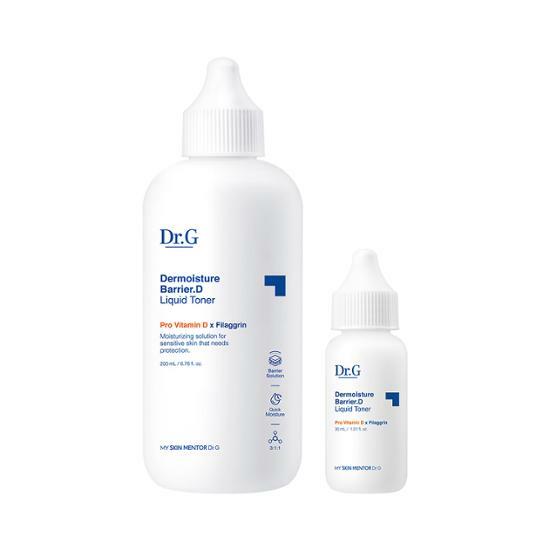 Dr.G
Dermoisture
Barrier.D
Liquid Toner
Pro Vitamin D x Filaggrin
Moisturizing solution for
sensitive skin that needs
protection.
200 mL / 6.76 fl. oz.
Barrier
Solution
Quick
Moisture
3:1:1
MY SKIN MENTOR Dr.G
Dr.G
Dermoisture
Barrier.D
Liquid Toner
Pro Vitamin D x Filaggrin
30 mL / 1.01 fl. oz.
MY SKIN MENTOR Dr.G